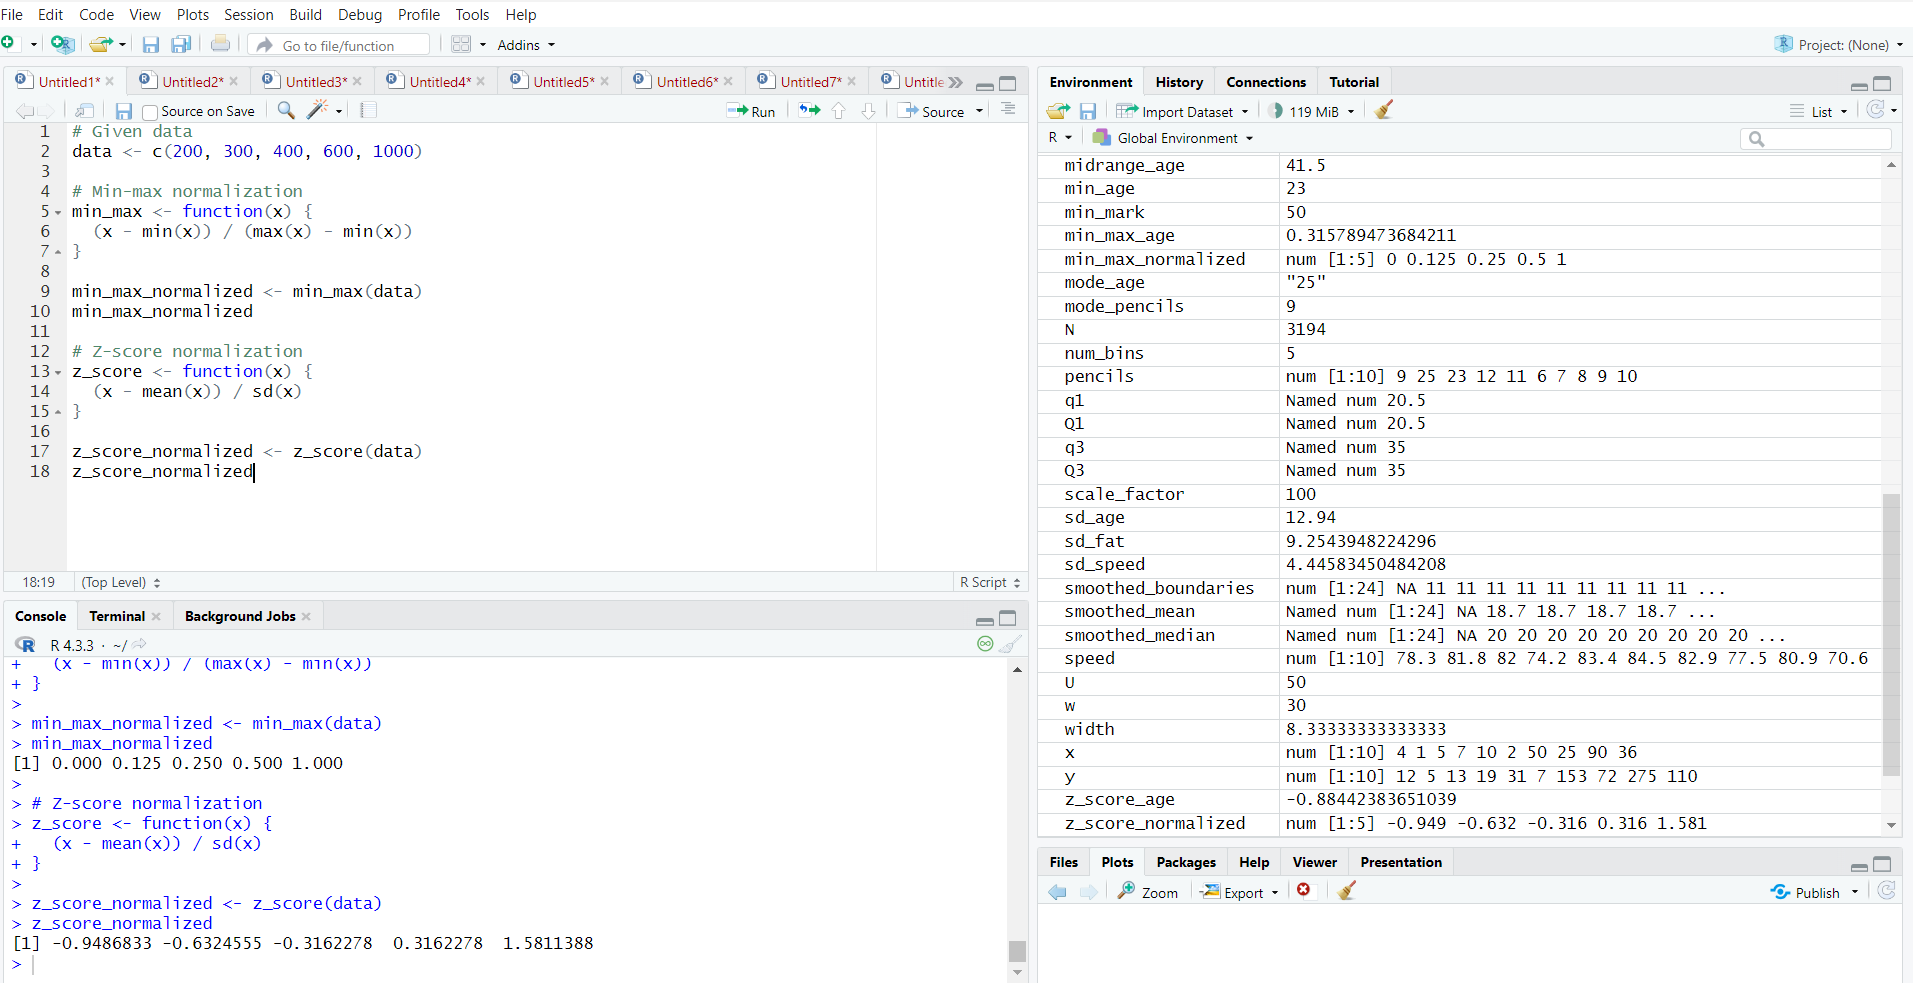 File Edit Code View Plots Session Build Debug Profile Tools Help
Go to file/function Addins Project: (None)
Untitled1* Untitled2* Untitled3* Untitled4* Untitled5* Untitled6* Untitled7* Untitle
Source on Save Run Source
1 # Given data
2 data <- c(200, 300, 400, 600, 1000)
3
4 # Min-max normalization
5 min_max <- function(x) {
6 (x - min(x)) / (max(x) - min(x))
7 }
8
9 min_max_normalized <- min_max(data)
10 min_max_normalized
11
12 # Z-score normalization
13 z_score <- function(x) {
14 (x - mean(x)) / sd(x)
15 }
16
17 z_score_normalized <- z_score(data)
18 z_score_normalized
18:19 (Top Level) R Script
Console Terminal Background Jobs
R R 4.3.3 · ~/
+ (x - min(x)) / (max(x) - min(x))
+ }
>
> min_max_normalized <- min_max(data)
> min_max_normalized
[1] 0.000 0.125 0.250 0.500 1.000
>
> # Z-score normalization
> z_score <- function(x) {
+ (x - mean(x)) / sd(x)
+ }
>
> z_score_normalized <- z_score(data)
> z_score_normalized
[1] -0.9486833 -0.6324555 -0.3162278 0.3162278 1.5811388
>
Environment History Connections Tutorial
Import Dataset 119 MiB List
R Global Environment
midrange_age 41.5
min_age 23
min_mark 50
min_max_age 0.315789473684211
min_max_normalized num [1:5] 0 0.125 0.25 0.5 1
mode_age "25"
mode_pencils 9
N 3194
num_bins 5
pencils num [1:10] 9 25 23 12 11 6 7 8 9 10
q1 Named num 20.5
Q1 Named num 20.5
q3 Named num 35
Q3 Named num 35
scale_factor 100
sd_age 12.94
sd_fat 9.2543948224296
sd_speed 4.44583450484208
smoothed_boundaries num [1:24] NA 11 11 11 11 11 11 11 11 11 ...
smoothed_mean Named num [1:24] NA 18.7 18.7 18.7 18.7 ...
smoothed_median Named num [1:24] NA 20 20 20 20 20 20 20 20 20 ...
speed num [1:10] 78.3 81.8 82 74.2 83.4 84.5 82.9 77.5 80.9 70.6
U 50
w 30
width 8.33333333333333
x num [1:10] 4 1 5 7 10 2 50 25 90 36
y num [1:10] 12 5 13 19 31 7 153 72 275 110
z_score_age -0.88442383651039
z_score_normalized num [1:5] -0.949 -0.632 -0.316 0.316 1.581
Files Plots Packages Help Viewer Presentation
Zoom Export Publish